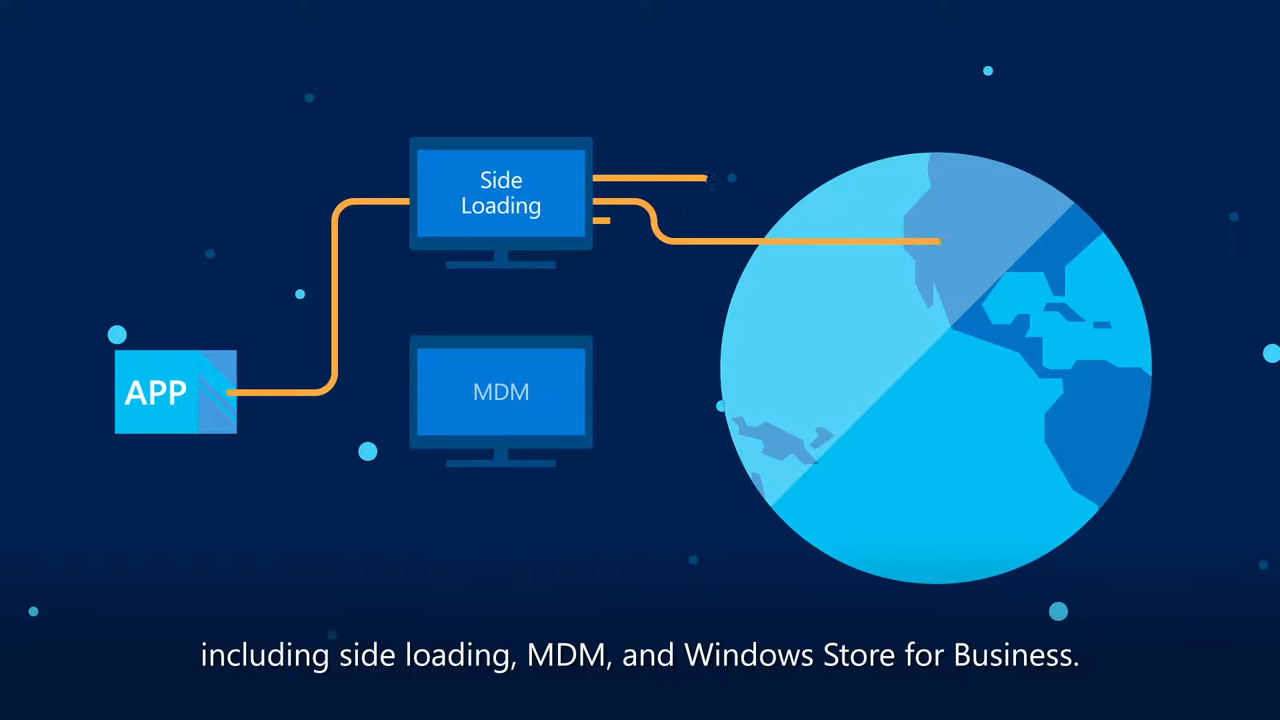 Side
Loading
APP
MDM
including side loading, MDM, and Windows Store for Business.